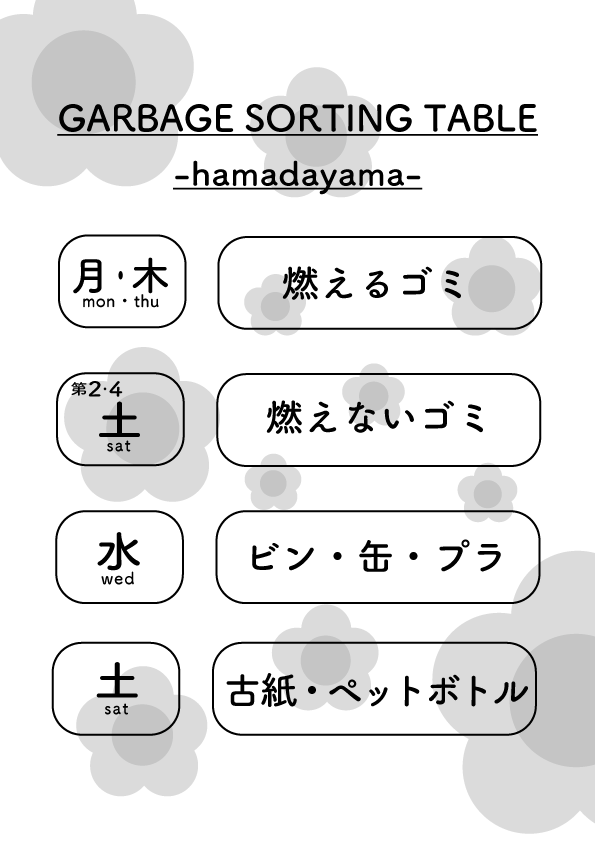 GARBAGE SORTING TABLE
-hamadayama-
月・木
mon・thu
燃えるゴミ
第2・4
土
sat
燃えないゴミ
水
wed
ビン・缶・プラ
土
sat
古紙・ペットボトル